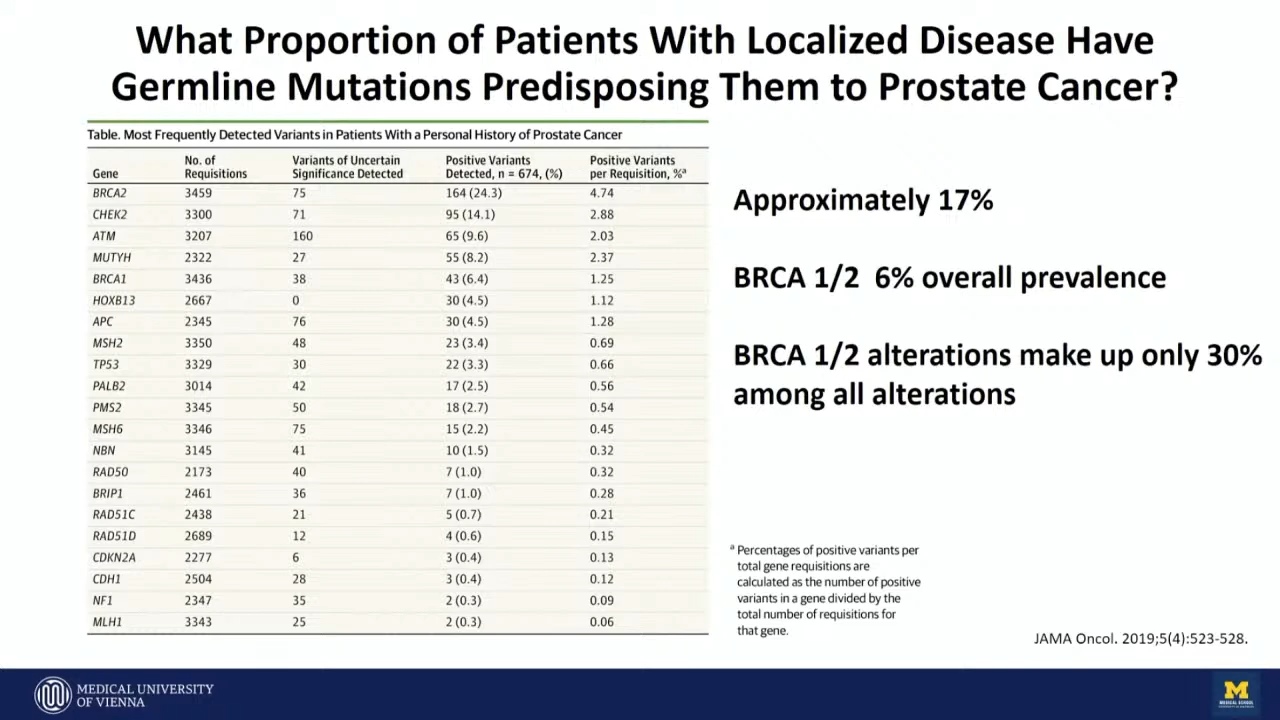 What Proportion of Patients With Localized Disease Have
Germline Mutations Predisposing Them to Prostate Cancer?
Table. Most Frequently Detected Variants in Patients With a Personal History of Prostate Cancer
Gene No. of Requisitions Variants of Uncertain Significance Detected Positive Variants Detected, n = 674, (%) Positive Variants per Requisition, %a
BRCA2 3459 75 164 (24.3) 4.74
CHEK2 3300 71 95 (14.1) 2.88
ATM 3207 160 65 (9.6) 2.03
MUTYH 2322 27 55 (8.2) 2.37
BRCA1 3436 38 43 (6.4) 1.25
HOXB13 2667 0 30 (4.5) 1.12
APC 2345 76 30 (4.5) 1.28
MSH2 3350 48 23 (3.4) 0.69
TP53 3329 30 22 (3.3) 0.66
PALB2 3014 42 17 (2.5) 0.56
PMS2 3345 50 18 (2.7) 0.54
MSH6 3346 75 15 (2.2) 0.45
NBN 3145 41 10 (1.5) 0.32
RAD50 2173 40 7 (1.0) 0.32
BRIP1 2461 36 7 (1.0) 0.28
RAD51C 2438 21 5 (0.7) 0.21
RAD51D 2689 12 4 (0.6) 0.15
CDKN2A 2277 6 3 (0.4) 0.13
CDH1 2504 28 3 (0.4) 0.12
NF1 2347 35 2 (0.3) 0.09
MLH1 3343 25 2 (0.3) 0.06
Approximately 17%
BRCA 1/2 6% overall prevalence
BRCA 1/2 alterations make up only 30%
among all alterations
a Percentages of positive variants per
total gene requisitions are
calculated as the number of positive
variants in a gene divided by the
total number of requisitions for
that gene.
JAMA Oncol. 2019;5(4):523-528.
MEDICAL UNIVERSITY
OF VIENNA
M
MEDICAL SCHOOL